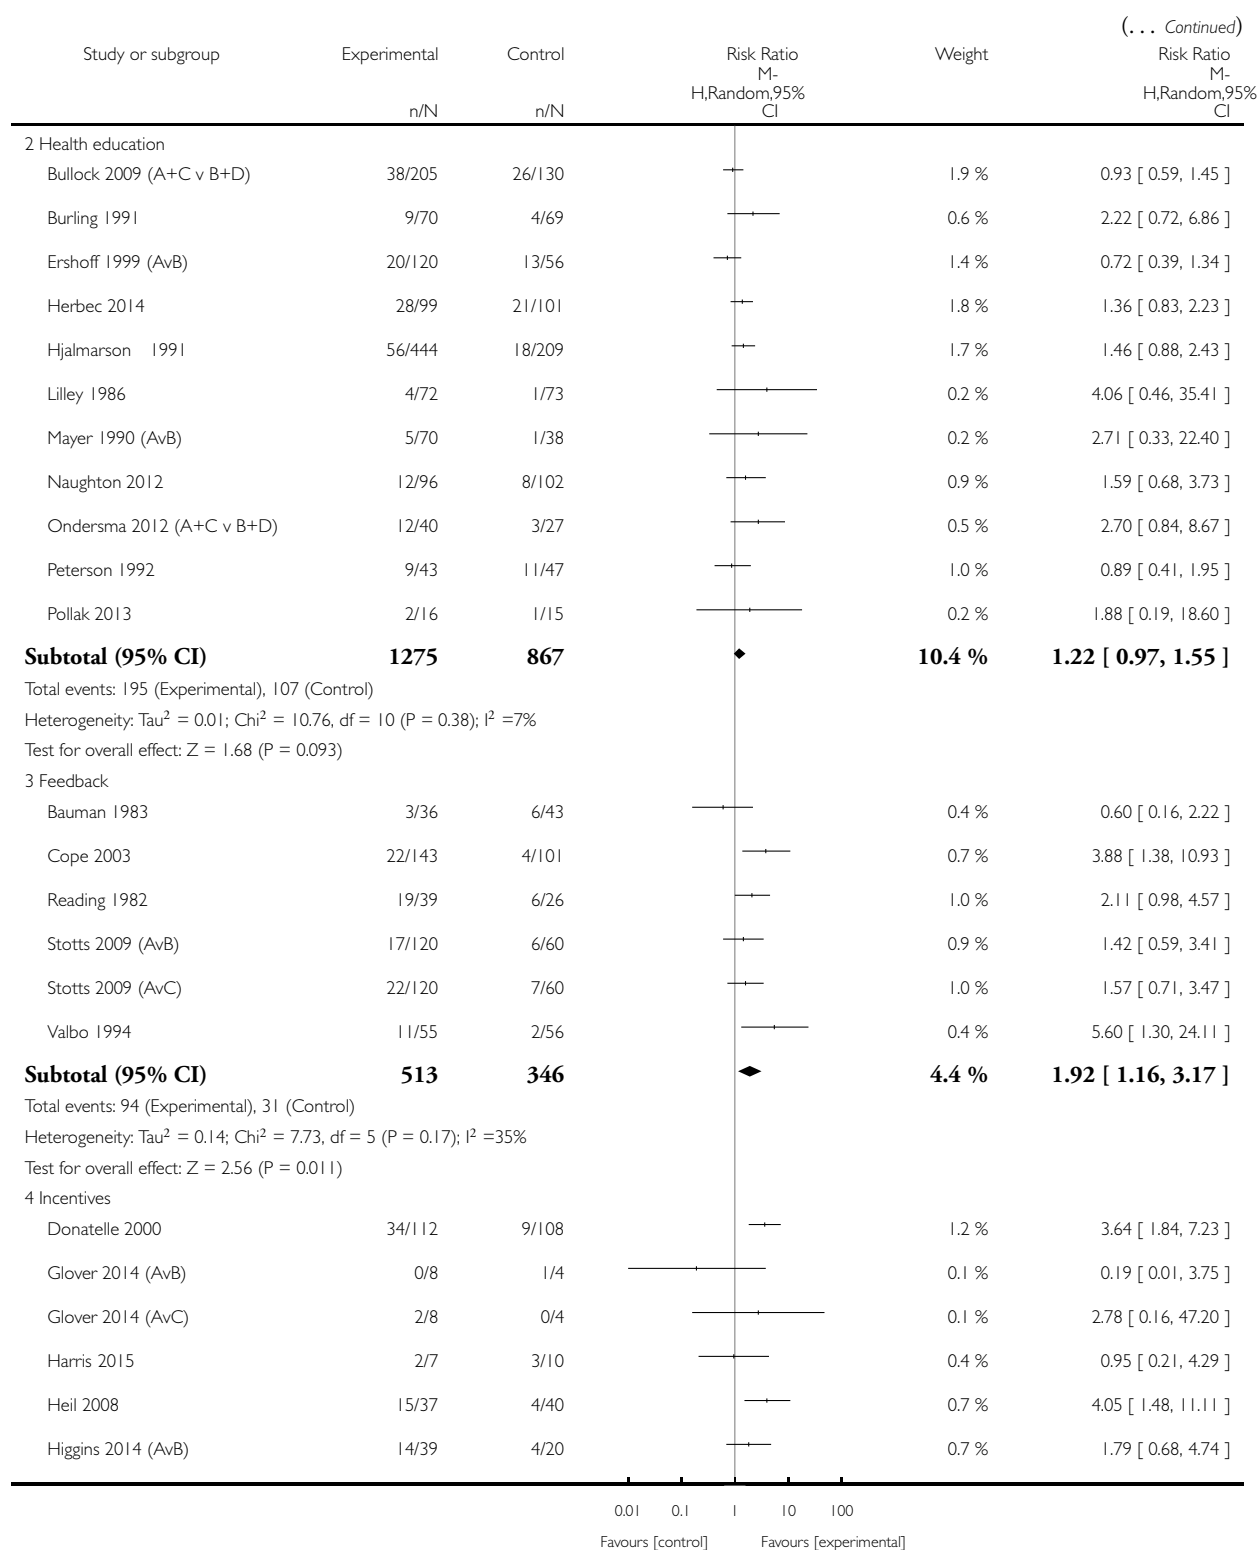 (... Continued)
Study or subgroup Experimental Control Risk Ratio Weight Risk Ratio
M- M-
H,Random,95% H,Random,95%
n/N n/N CI CI
2 Health education
Bullock 2009 (A+C v B+D) 38/205 26/130 1.9 % 0.93 [ 0.59, 1.45 ]
Burling 1991 9/70 4/69 0.6 % 2.22 [ 0.72, 6.86 ]
Ershoff 1999 (AvB) 20/120 13/56 1.4 % 0.72 [ 0.39, 1.34 ]
Herbec 2014 28/99 21/101 1.8 % 1.36 [ 0.83, 2.23 ]
Hjalmarson 1991 56/444 18/209 1.7 % 1.46 [ 0.88, 2.43 ]
Lilley 1986 4/72 1/73 0.2 % 4.06 [ 0.46, 35.41 ]
Mayer 1990 (AvB) 5/70 1/38 0.2 % 2.71 [ 0.33, 22.40 ]
Naughton 2012 12/96 8/102 0.9 % 1.59 [ 0.68, 3.73 ]
Ondersma 2012 (A+C v B+D) 12/40 3/27 0.5 % 2.70 [ 0.84, 8.67 ]
Peterson 1992 9/43 11/47 1.0 % 0.89 [ 0.41, 1.95 ]
Pollak 2013 2/16 1/15 0.2 % 1.88 [ 0.19, 18.60 ]
Subtotal (95% CI) 1275 867 10.4 % 1.22 [ 0.97, 1.55 ]
Total events: 195 (Experimental), 107 (Control)
Heterogeneity: Tau² = 0.01; Chi² = 10.76, df = 10 (P = 0.38); I² =7%
Test for overall effect: Z = 1.68 (P = 0.093)
3 Feedback
Bauman 1983 3/36 6/43 0.4 % 0.60 [ 0.16, 2.22 ]
Cope 2003 22/143 4/101 0.7 % 3.88 [ 1.38, 10.93 ]
Reading 1982 19/39 6/26 1.0 % 2.11 [ 0.98, 4.57 ]
Stotts 2009 (AvB) 17/120 6/60 0.9 % 1.42 [ 0.59, 3.41 ]
Stotts 2009 (AvC) 22/120 7/60 1.0 % 1.57 [ 0.71, 3.47 ]
Valbo 1994 11/55 2/56 0.4 % 5.60 [ 1.30, 24.11 ]
Subtotal (95% CI) 513 346 4.4 % 1.92 [ 1.16, 3.17 ]
Total events: 94 (Experimental), 31 (Control)
Heterogeneity: Tau² = 0.14; Chi² = 7.73, df = 5 (P = 0.17); I² =35%
Test for overall effect: Z = 2.56 (P = 0.011)
4 Incentives
Donatelle 2000 34/112 9/108 1.2 % 3.64 [ 1.84, 7.23 ]
Glover 2014 (AvB) 0/8 1/4 0.1 % 0.19 [ 0.01, 3.75 ]
Glover 2014 (AvC) 2/8 0/4 0.1 % 2.78 [ 0.16, 47.20 ]
Harris 2015 2/7 3/10 0.4 % 0.95 [ 0.21, 4.29 ]
Heil 2008 15/37 4/40 0.7 % 4.05 [ 1.48, 11.11 ]
Higgins 2014 (AvB) 14/39 4/20 0.7 % 1.79 [ 0.68, 4.74 ]
0.01 0.1 1 10 100
Favours [control] Favours [experimental]